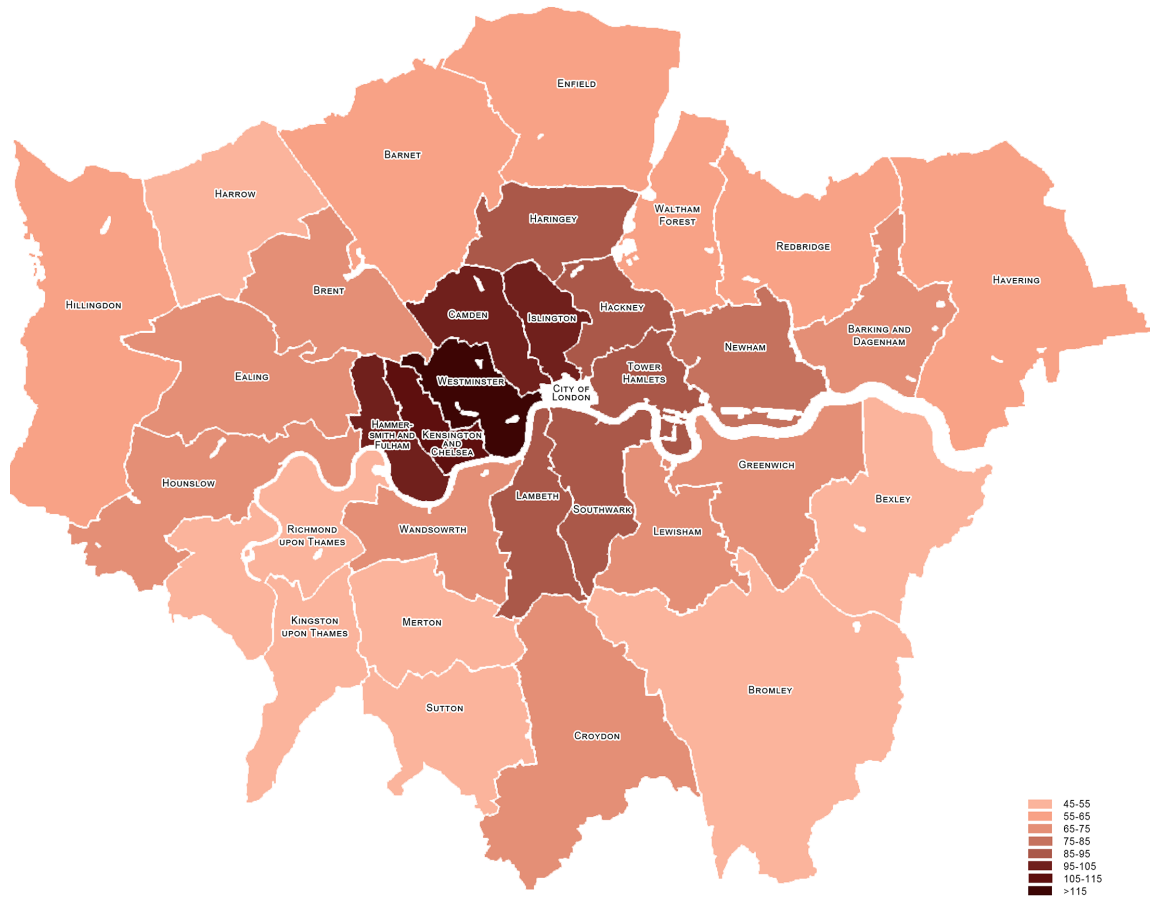 ENFIELD
BARNET
HARROW
HARINGEY
WALTHAM
FOREST
REDBRIDGE
HAVERING
HILLINGDON
BRENT
CAMDEN
ISLINGTON
HACKNEY
BARKING AND
DAGENHAM
NEWHAM
EALING
WESTMINSTER
TOWER
HAMLETS
CITY OF
LONDON
HAMMER-
SMITH AND
FULHAM
KENSINGTON
AND
CHELSEA
HOUNSLOW
GREENWICH
BEXLEY
LAMBETH
SOUTHWARK
RICHMOND
UPON THAMES
WANDSOWRTH
LEWISHAM
KINGSTON
UPON THAMES
MERTON
BROMLEY
SUTTON
CROYDON
45-55
55-65
65-75
75-85
85-95
95-105
105-115
>115